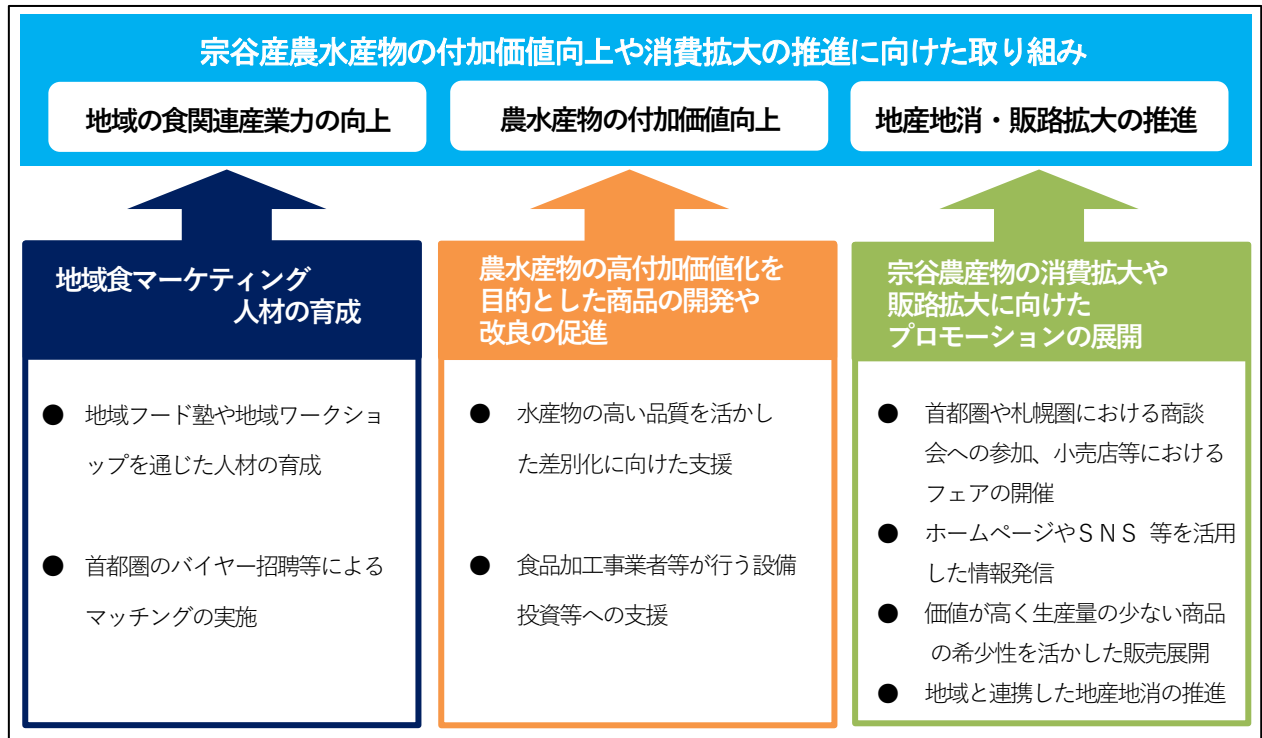 宗谷産農水産物の付加価値向上や消費拡大の推進に向けた取り組み
地域の食関連産業力の向上
農水産物の付加価値向上
地産地消・販路拡大の推進
地域食マーケティング
人材の育成
● 地域フード塾や地域ワークショ
ップを通じた人材の育成
● 首都圏のバイヤー招聘等による
マッチングの実施
農水産物の高付加価値化を
目的とした商品の開発や
改良の促進
● 水産物の高い品質を活かし
た差別化に向けた支援
● 食品加工事業者等が行う設備
投資等への支援
宗谷農産物の消費拡大や
販路拡大に向けた
プロモーションの展開
● 首都圏や札幌圏における商談
会への参加、小売店等における
フェアの開催
● ホームページやＳＮＳ 等を活用
した情報発信
● 価値が高く生産量の少ない商品
の希少性を活かした販売展開
● 地域と連携した地産地消の推進